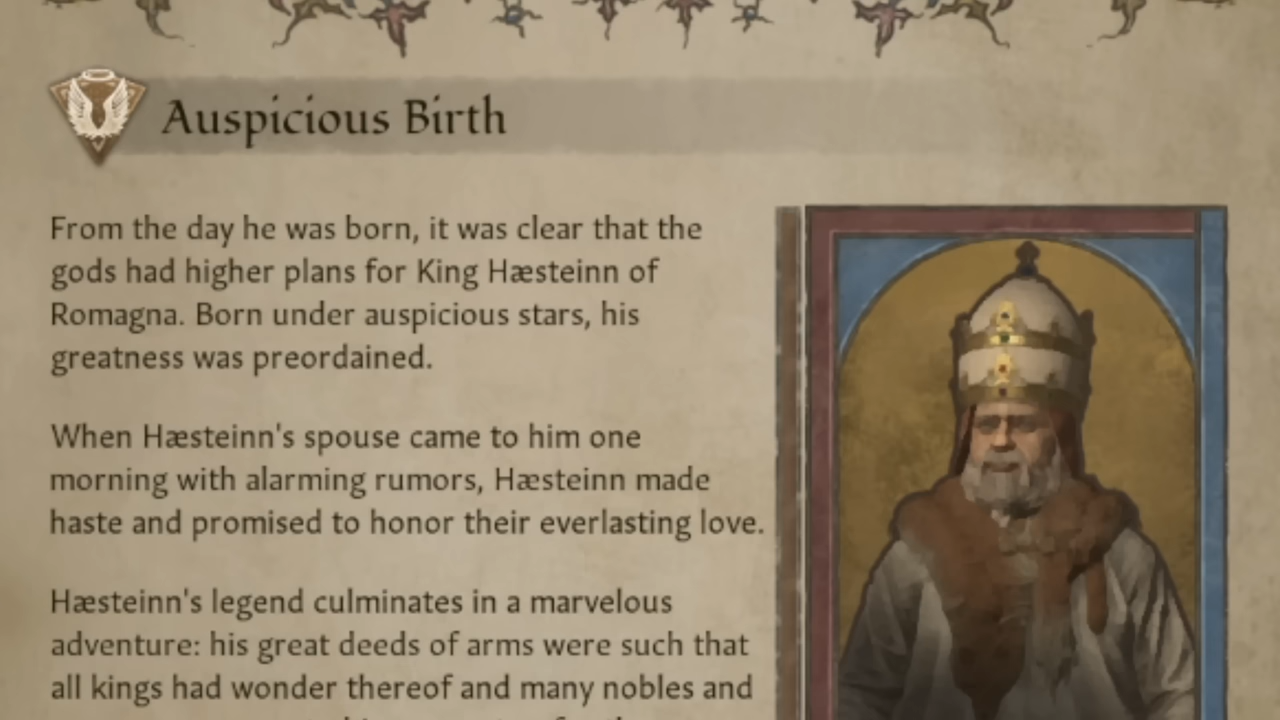 Auspicious Birth
From the day he was born, it was clear that the
gods had higher plans for King Hæsteinn of
Romagna. Born under auspicious stars, his
greatness was preordained.
When Hæsteinn's spouse came to him one
morning with alarming rumors, Hæsteinn made
haste and promised to honor their everlasting love.
Hæsteinn's legend culminates in a marvelous
adventure: his great deeds of arms were such that
all kings had wonder thereof and many nobles and